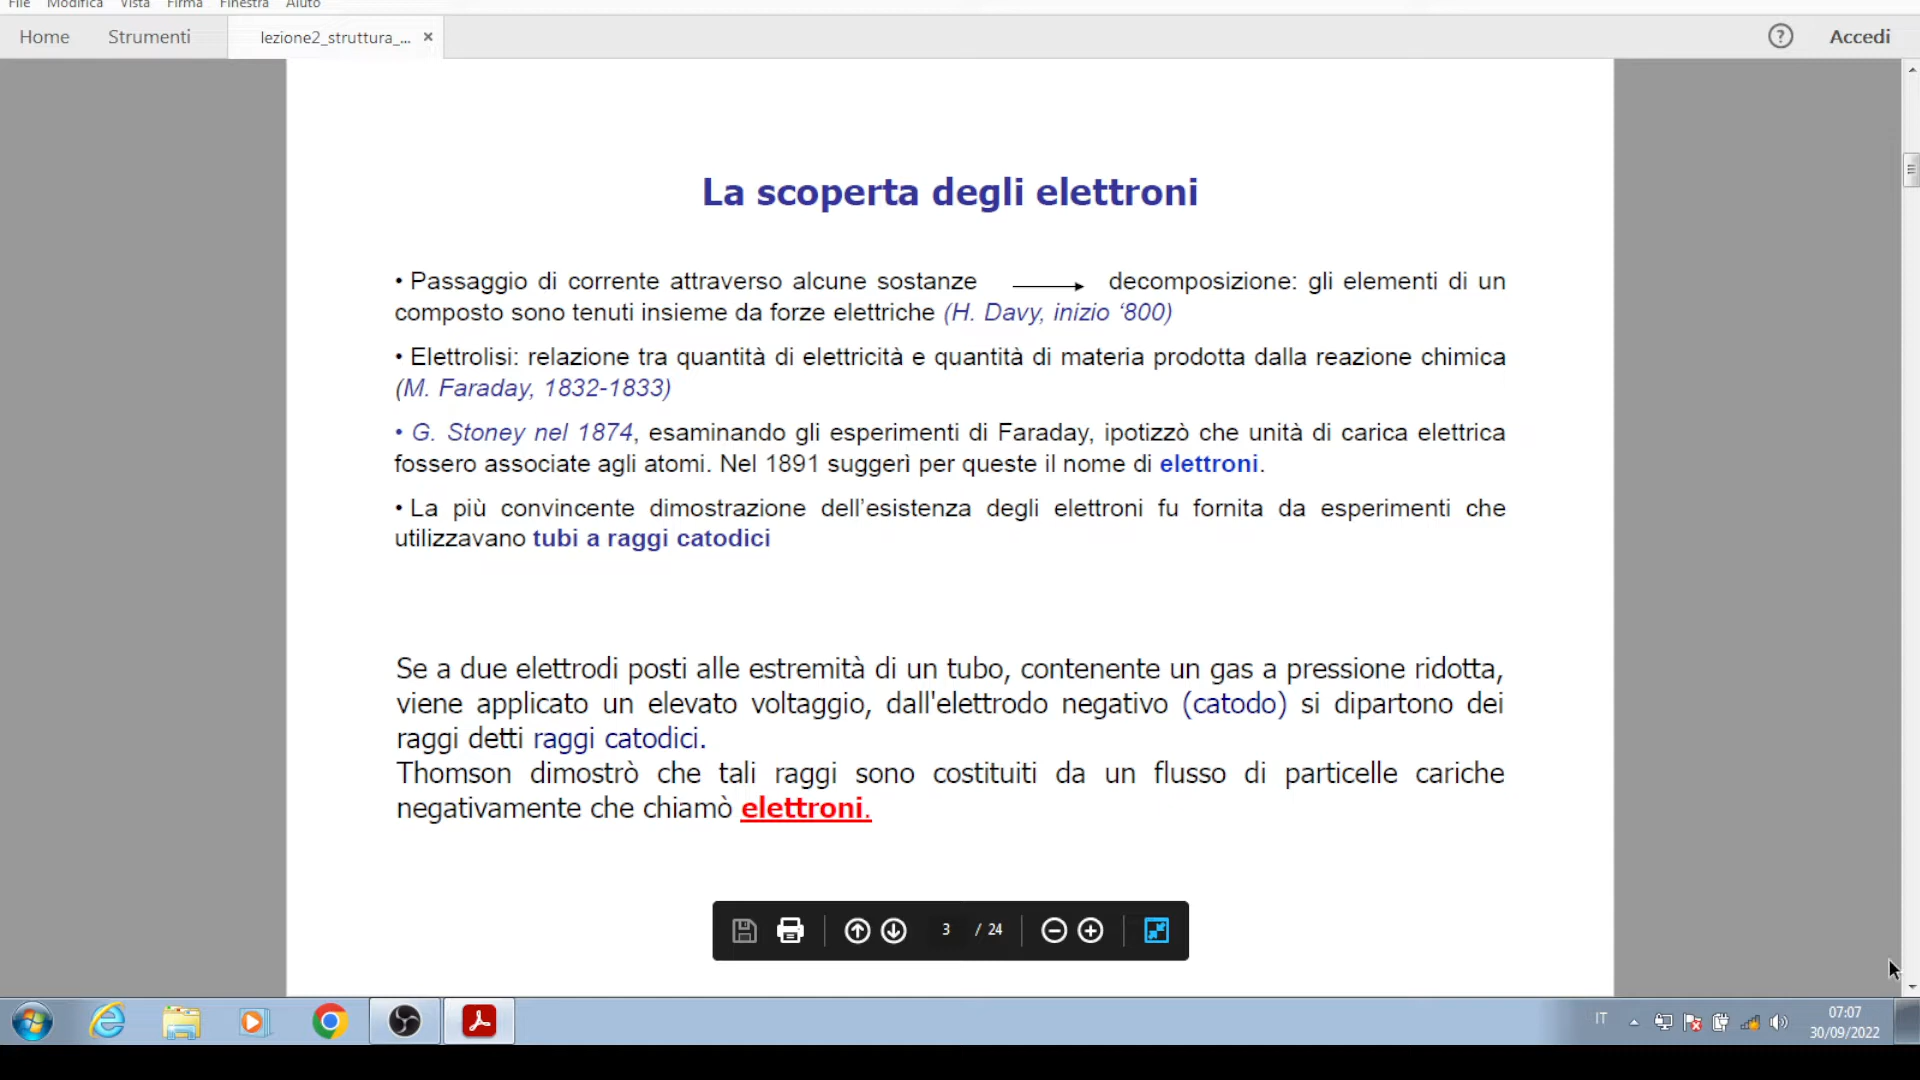 File Modifica Vista Firma Finestra Aiuto
Home Strumenti lezione2_struttura_... × ? Accedi
La scoperta degli elettroni
• Passaggio di corrente attraverso alcune sostanze decomposizione: gli elementi di un
composto sono tenuti insieme da forze elettriche (H. Davy, inizio ‘800)
• Elettrolisi: relazione tra quantità di elettricità e quantità di materia prodotta dalla reazione chimica
(M. Faraday, 1832-1833)
• G. Stoney nel 1874, esaminando gli esperimenti di Faraday, ipotizzò che unità di carica elettrica
fossero associate agli atomi. Nel 1891 suggerì per queste il nome di elettroni.
• La più convincente dimostrazione dell’esistenza degli elettroni fu fornita da esperimenti che
utilizzavano tubi a raggi catodici
Se a due elettrodi posti alle estremità di un tubo, contenente un gas a pressione ridotta,
viene applicato un elevato voltaggio, dall'elettrodo negativo (catodo) si dipartono dei
raggi detti raggi catodici.
Thomson dimostrò che tali raggi sono costituiti da un flusso di particelle cariche
negativamente che chiamò elettroni.
3 / 24
IT 07:07
30/09/2022